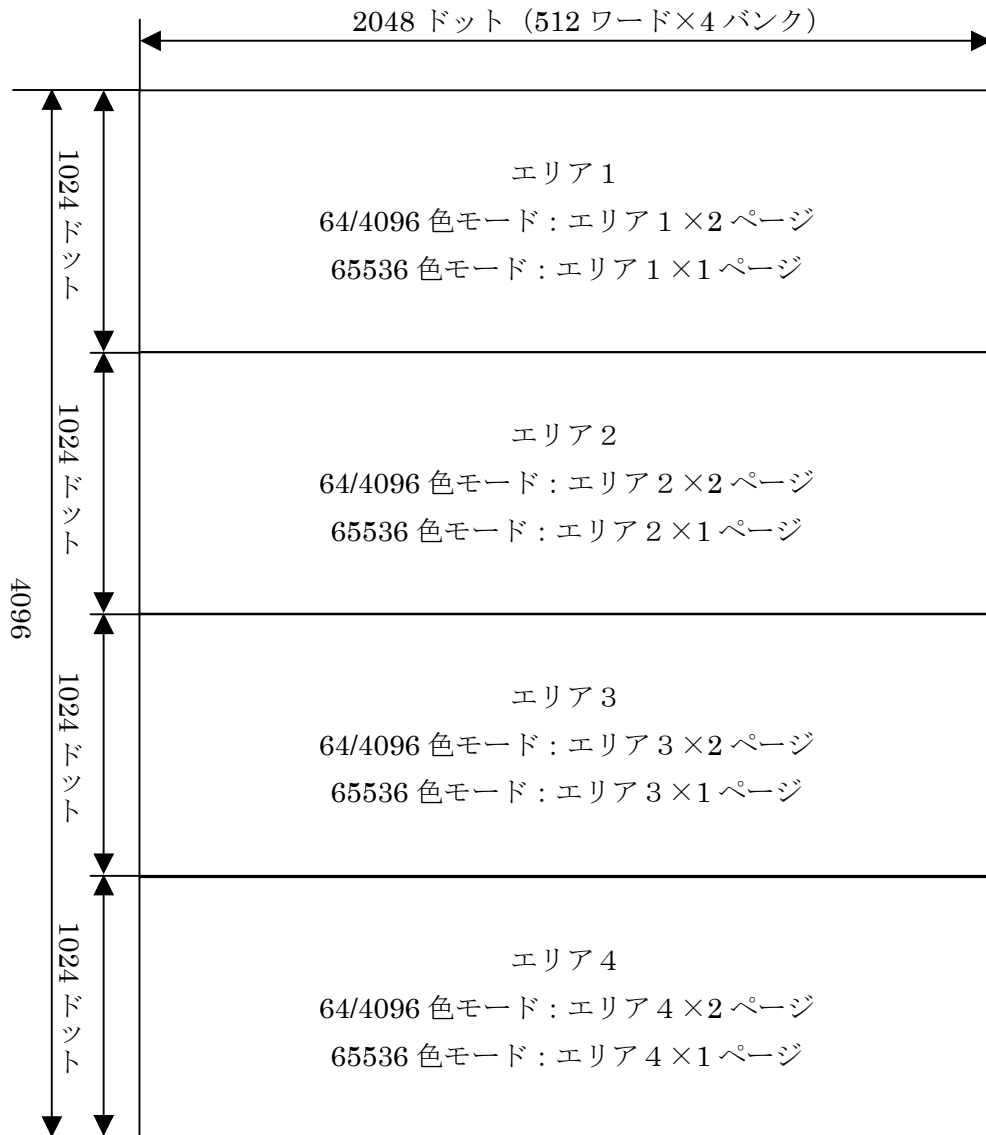 2048 ドット（512 ワード×4 バンク）
1024 ドット
エリア１
64/4096 色モード：エリア１×2 ページ
65536 色モード：エリア１×1 ページ
1024 ドット
エリア２
64/4096 色モード：エリア２×2 ページ
65536 色モード：エリア２×1 ページ
4096
1024 ドット
エリア３
64/4096 色モード：エリア３×2 ページ
65536 色モード：エリア３×1 ページ
1024 ドット
エリア４
64/4096 色モード：エリア４×2 ページ
65536 色モード：エリア４×1 ページ